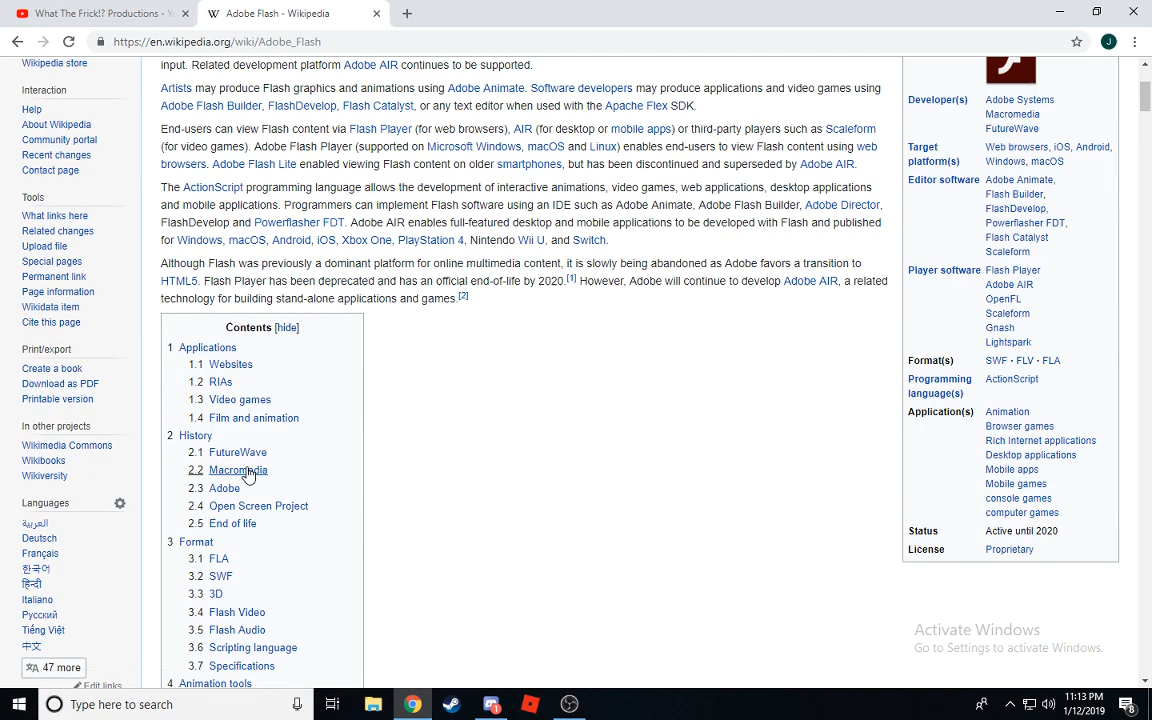 What The Frick!? Productions - Y
Adobe Flash - Wikipedia
https://en.wikipedia.org/wiki/Adobe_Flash
J
Wikipedia store
Interaction
Help
About Wikipedia
Community portal
Recent changes
Contact page
Tools
What links here
Related changes
Upload file
Special pages
Permanent link
Page information
Wikidata item
Cite this page
Print/export
Create a book
Download as PDF
Printable version
In other projects
Wikimedia Commons
Wikibooks
Wikiversity
Languages
العربية
Deutsch
Français
한국어
हिन्दी
Italiano
Русский
Tiếng Việt
中文
47 more
Edit links
input. Related development platform Adobe AIR continues to be supported.
Artists may produce Flash graphics and animations using Adobe Animate. Software developers may produce applications and video games using
Adobe Flash Builder, FlashDevelop, Flash Catalyst, or any text editor when used with the Apache Flex SDK.
End-users can view Flash content via Flash Player (for web browsers), AIR (for desktop or mobile apps) or third-party players such as Scaleform
(for video games). Adobe Flash Player (supported on Microsoft Windows, macOS and Linux) enables end-users to view Flash content using web
browsers. Adobe Flash Lite enabled viewing Flash content on older smartphones, but has been discontinued and superseded by Adobe AIR.
The ActionScript programming language allows the development of interactive animations, video games, web applications, desktop applications
and mobile applications. Programmers can implement Flash software using an IDE such as Adobe Animate, Adobe Flash Builder, Adobe Director,
FlashDevelop and Powerflasher FDT. Adobe AIR enables full-featured desktop and mobile applications to be developed with Flash and published
for Windows, macOS, Android, iOS, Xbox One, PlayStation 4, Nintendo Wii U, and Switch.
Although Flash was previously a dominant platform for online multimedia content, it is slowly being abandoned as Adobe favors a transition to
HTML5. Flash Player has been deprecated and has an official end-of-life by 2020.[1] However, Adobe will continue to develop Adobe AIR, a related
technology for building stand-alone applications and games.[2]
Contents [hide]
1 Applications
1.1 Websites
1.2 RIAs
1.3 Video games
1.4 Film and animation
2 History
2.1 FutureWave
2.2 Macromedia
2.3 Adobe
2.4 Open Screen Project
2.5 End of life
3 Format
3.1 FLA
3.2 SWF
3.3 3D
3.4 Flash Video
3.5 Flash Audio
3.6 Scripting language
3.7 Specifications
4 Animation tools
Developer(s) Adobe Systems
Macromedia
FutureWave
Target Web browsers, iOS, Android,
platform(s) Windows, macOS
Editor software Adobe Animate,
Flash Builder,
FlashDevelop,
Powerflasher FDT,
Flash Catalyst
Scaleform
Player software Flash Player
Adobe AIR
OpenFL
Scaleform
Gnash
Lightspark
Format(s) SWF · FLV · FLA
Programming ActionScript
language(s)
Application(s) Animation
Browser games
Rich Internet applications
Desktop applications
Mobile apps
Mobile games
console games
computer games
Status Active until 2020
License Proprietary
Activate Windows
Go to Settings to activate Windows.
Type here to search
1
11:13 PM
1/12/2019
8